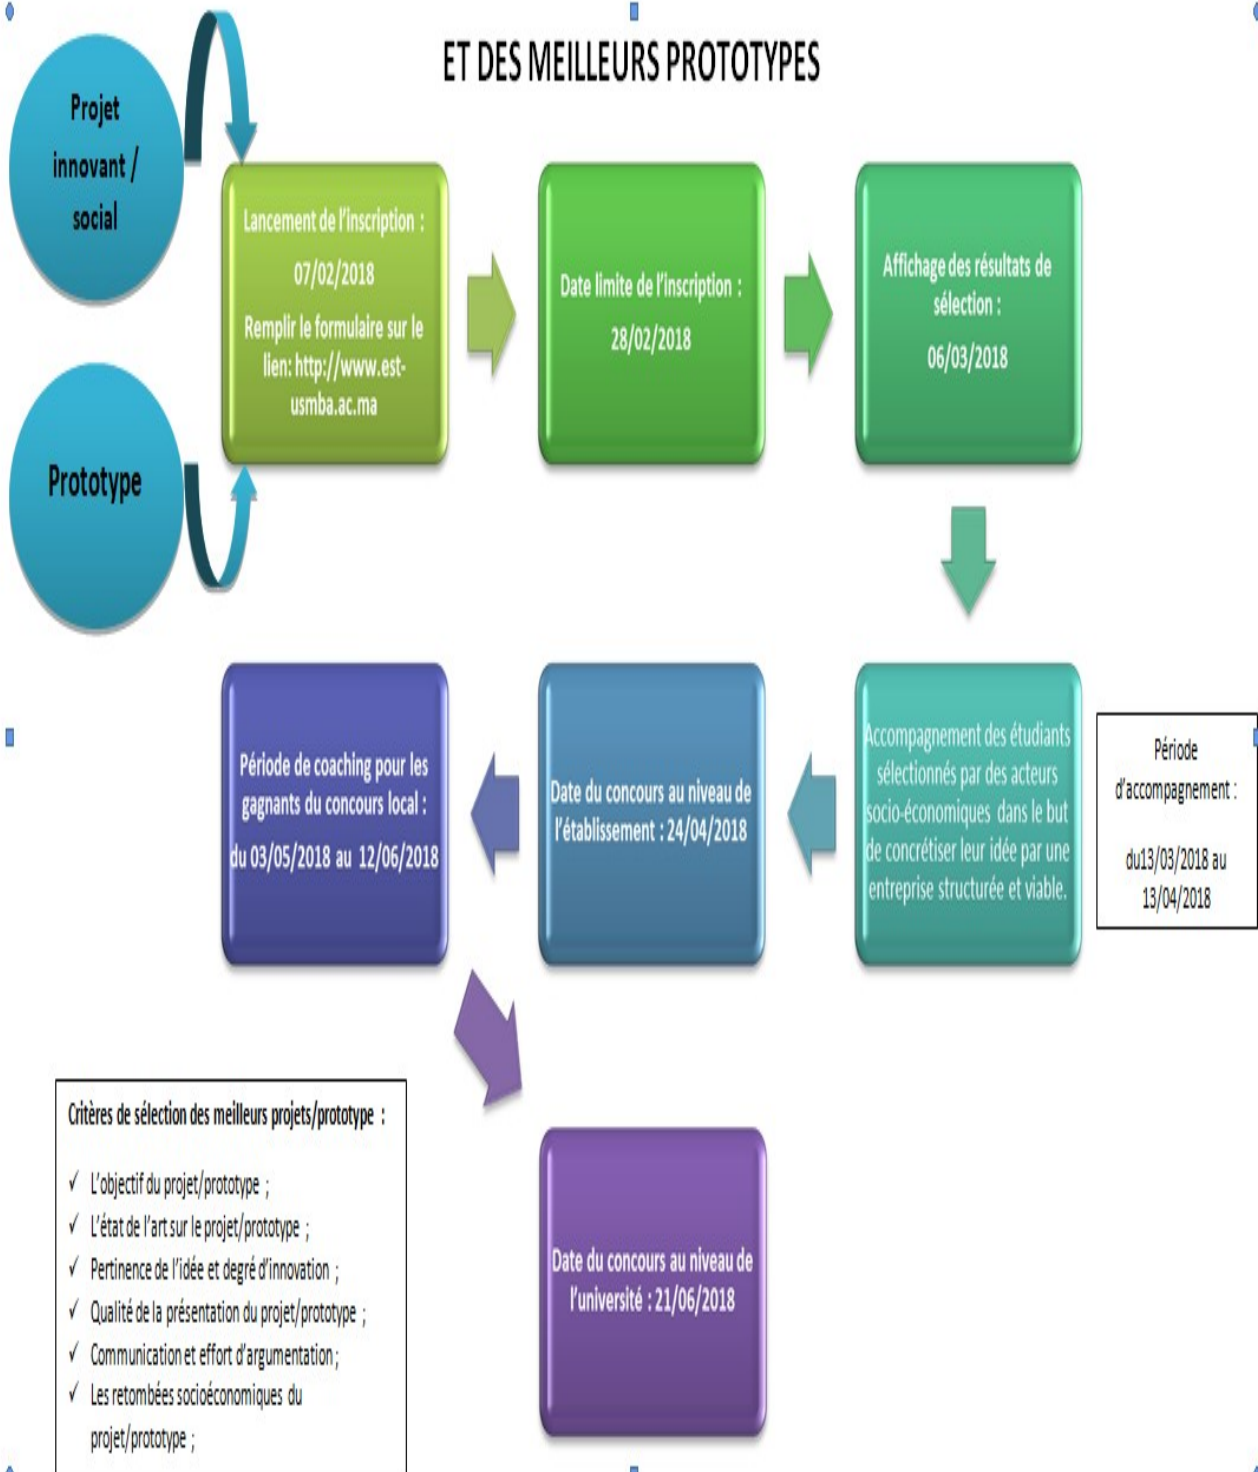 ET DES MEILLEURS PROTOTYPES
Projet
innovant /
social
Prototype
Lancement de l'inscription :
07/02/2018
Remplir le formulaire sur le
lien: http://www.est-
usmba.ac.ma
Date limite de l'inscription :
28/02/2018
Affichage des résultats de
sélection :
06/03/2018
Accompagnement des étudiants
sélectionnés par des acteurs
socio-économiques dans le but
de concrétiser leur idée par une
entreprise structurée et viable.
Période
d'accompagnement :
du13/03/2018 au
13/04/2018
Date du concours au niveau de
l'établissement : 24/04/2018
Période de coaching pour les
gagnants du concours local :
du 03/05/2018 au 12/06/2018
Date du concours au niveau de
l'université : 21/06/2018
Critères de sélection des meilleurs projets/prototype :
✓ L'objectif du projet/prototype ;
✓ L'état de l'art sur le projet/prototype ;
✓ Pertinence de l'idée et degré d'innovation ;
✓ Qualité de la présentation du projet/prototype ;
✓ Communication et effort d'argumentation ;
✓ Les retombées socioéconomiques du
projet/prototype ;